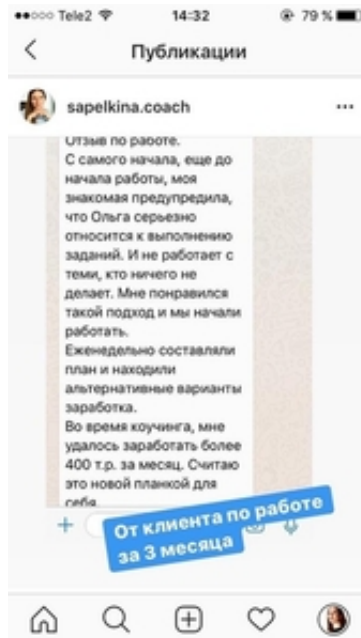 Tele2 14:32 79 %
Публикации
sapelkina.coach
Отзыв по работе.
С самого начала, еще до
начала работы, моя
знакомая предупредила,
что Ольга серьезно
относится к выполнению
заданий. И не работает с
теми, кто ничего не
делает. Мне понравился
такой подход и мы начали
работать.
Еженедельно составляли
план и находили
альтернативные варианты
заработка.
Во время коучинга, мне
удалось заработать более
400 т.р. за месяц. Считаю
это новой планкой для
себя.
От клиента по работе
за 3 месяца